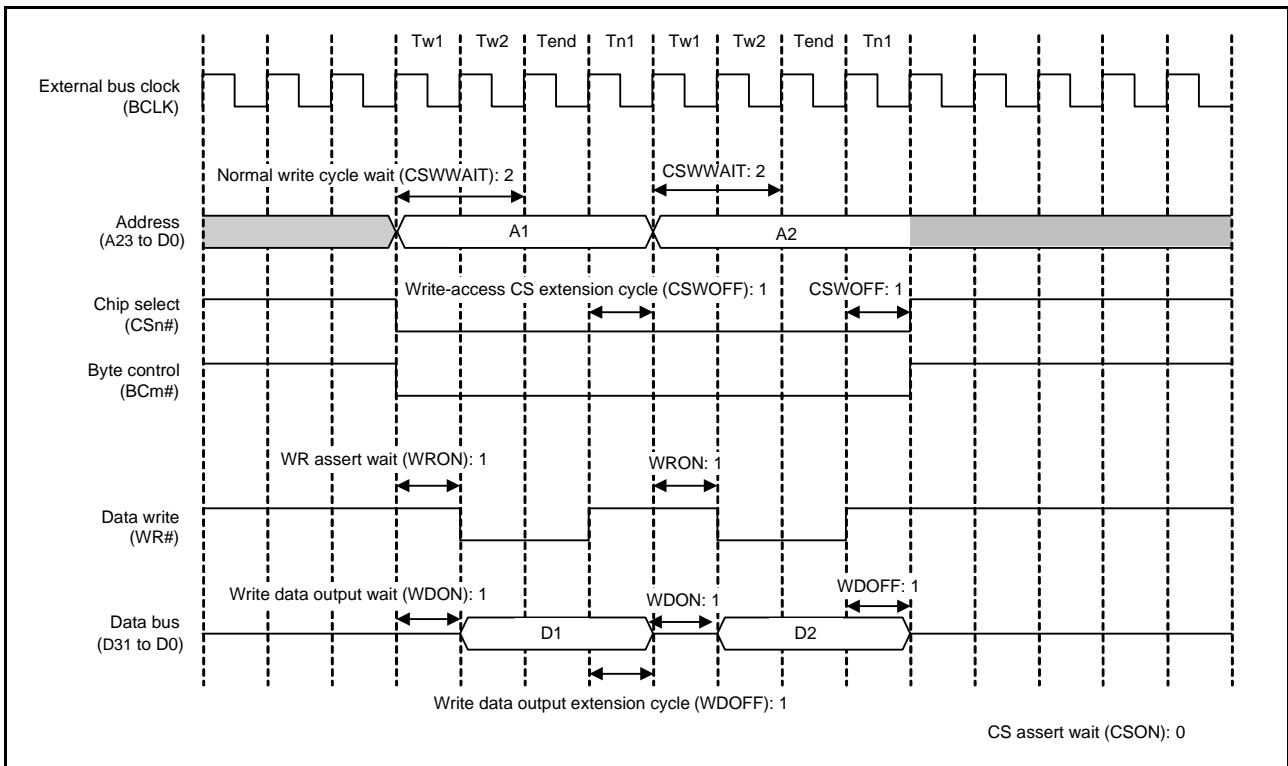 Tw1 Tw2 Tend Tn1 Tw1 Tw2 Tend Tn1
External bus clock
(BCLK)
Normal write cycle wait (CSWWAIT): 2
CSWWAIT: 2
Address
(A23 to D0)
A1
A2
Write-access CS extension cycle (CSWOFF): 1
CSWOFF: 1
Chip select
(CSn#)
Byte control
(BCm#)
WR assert wait (WRON): 1
WRON: 1
Data write
(WR#)
Write data output wait (WDON): 1
WDON: 1
WDOFF: 1
Data bus
(D31 to D0)
D1
D2
Write data output extension cycle (WDOFF): 1
CS assert wait (CSON): 0